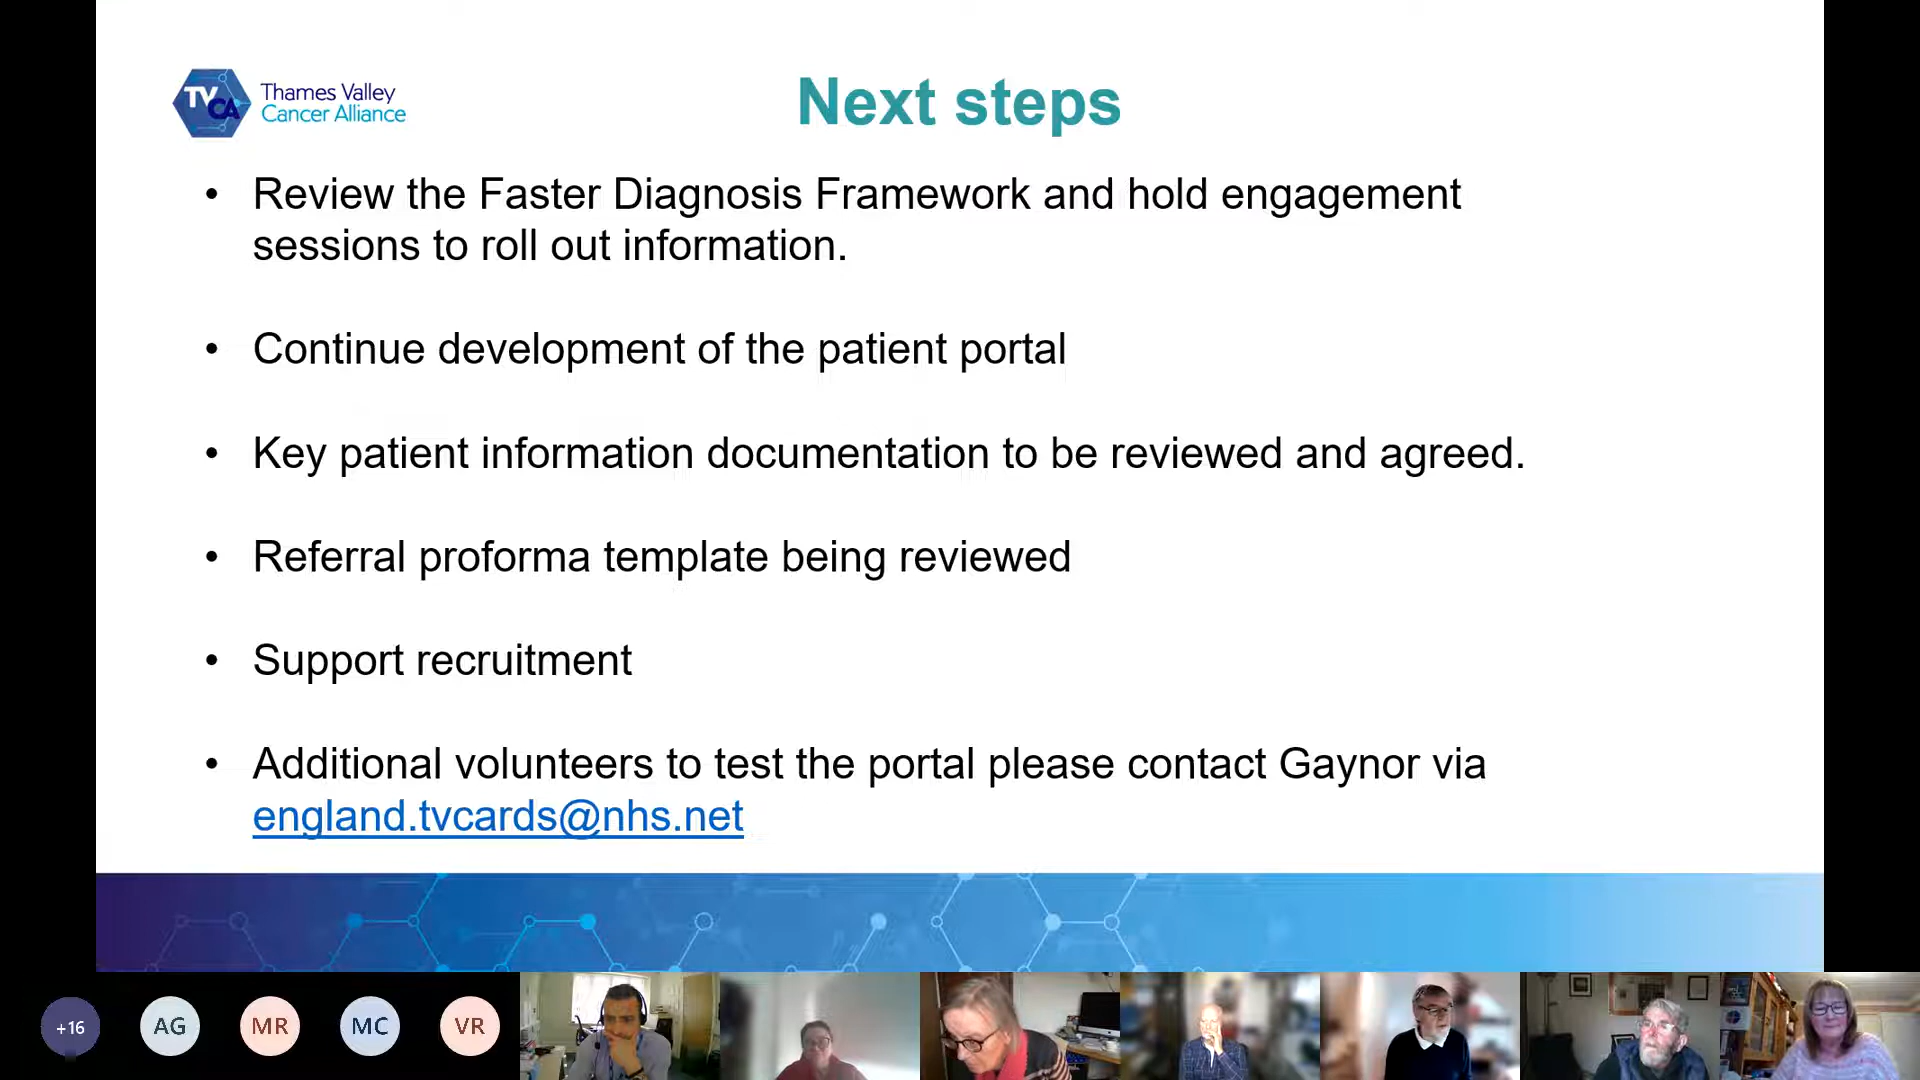 TVCA
Thames Valley
Cancer Alliance
Next steps
• Review the Faster Diagnosis Framework and hold engagement
sessions to roll out information.
• Continue development of the patient portal
• Key patient information documentation to be reviewed and agreed.
• Referral proforma template being reviewed
• Support recruitment
• Additional volunteers to test the portal please contact Gaynor via
england.tvcards@nhs.net
+16
AG
MR
MC
VR